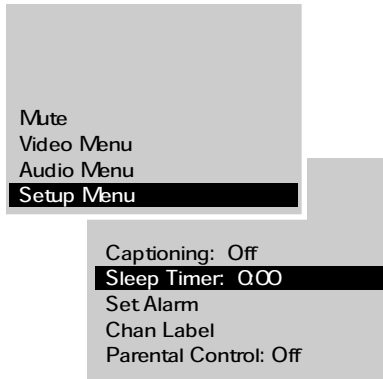 Mute
Video Menu
Audio Menu
Setup Menu
Captioning: Off
Sleep Timer: 0:00
Set Alarm
Chan Label
Parental Control: Off